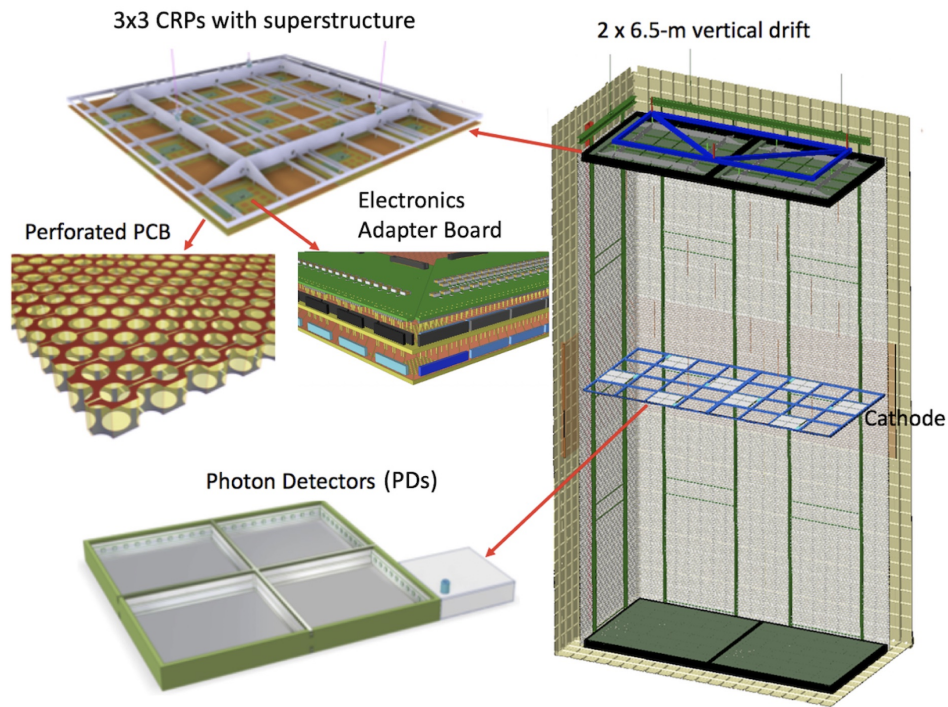 3x3 CRPs with superstructure
2 x 6.5-m vertical drift
Electronics
Adapter Board
Perforated PCB
Cathode
Photon Detectors (PDs)